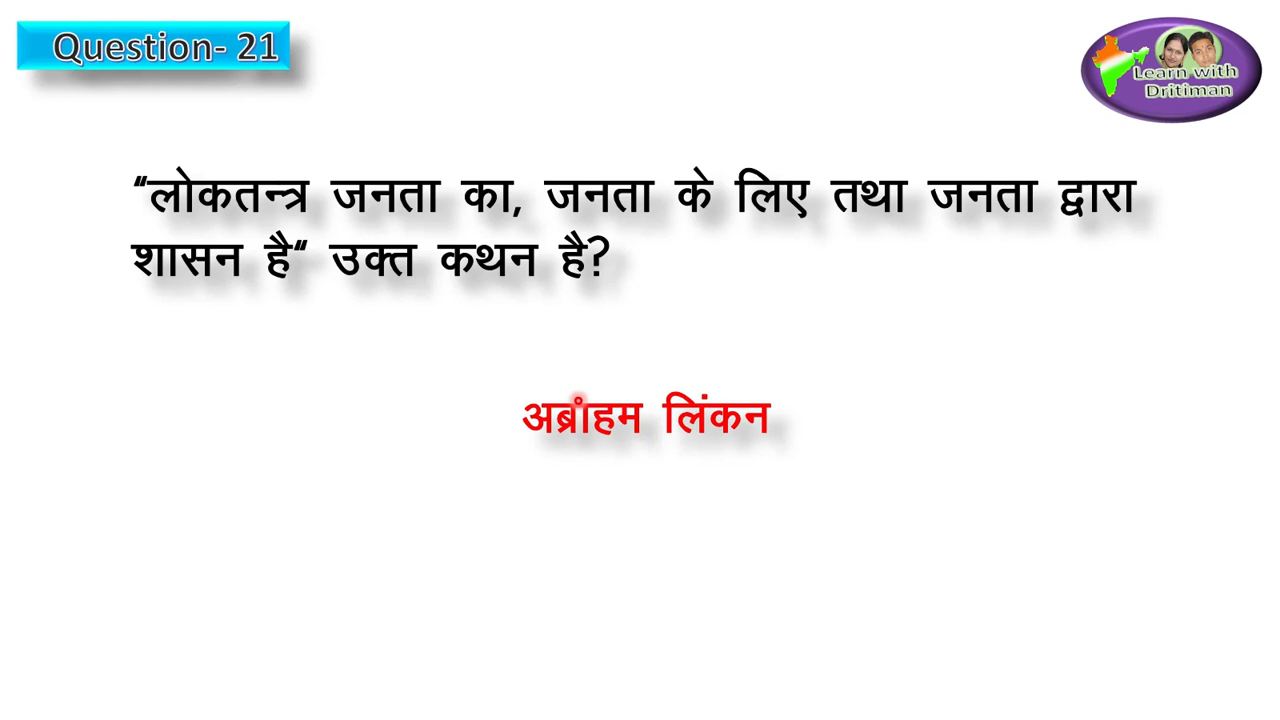 Question- 21
Learn with
Dritiman
“लोकतन्त्र जनता का, जनता के लिए तथा जनता द्वारा
शासन है“ उक्त कथन है?
अब्रांहम लिंकन